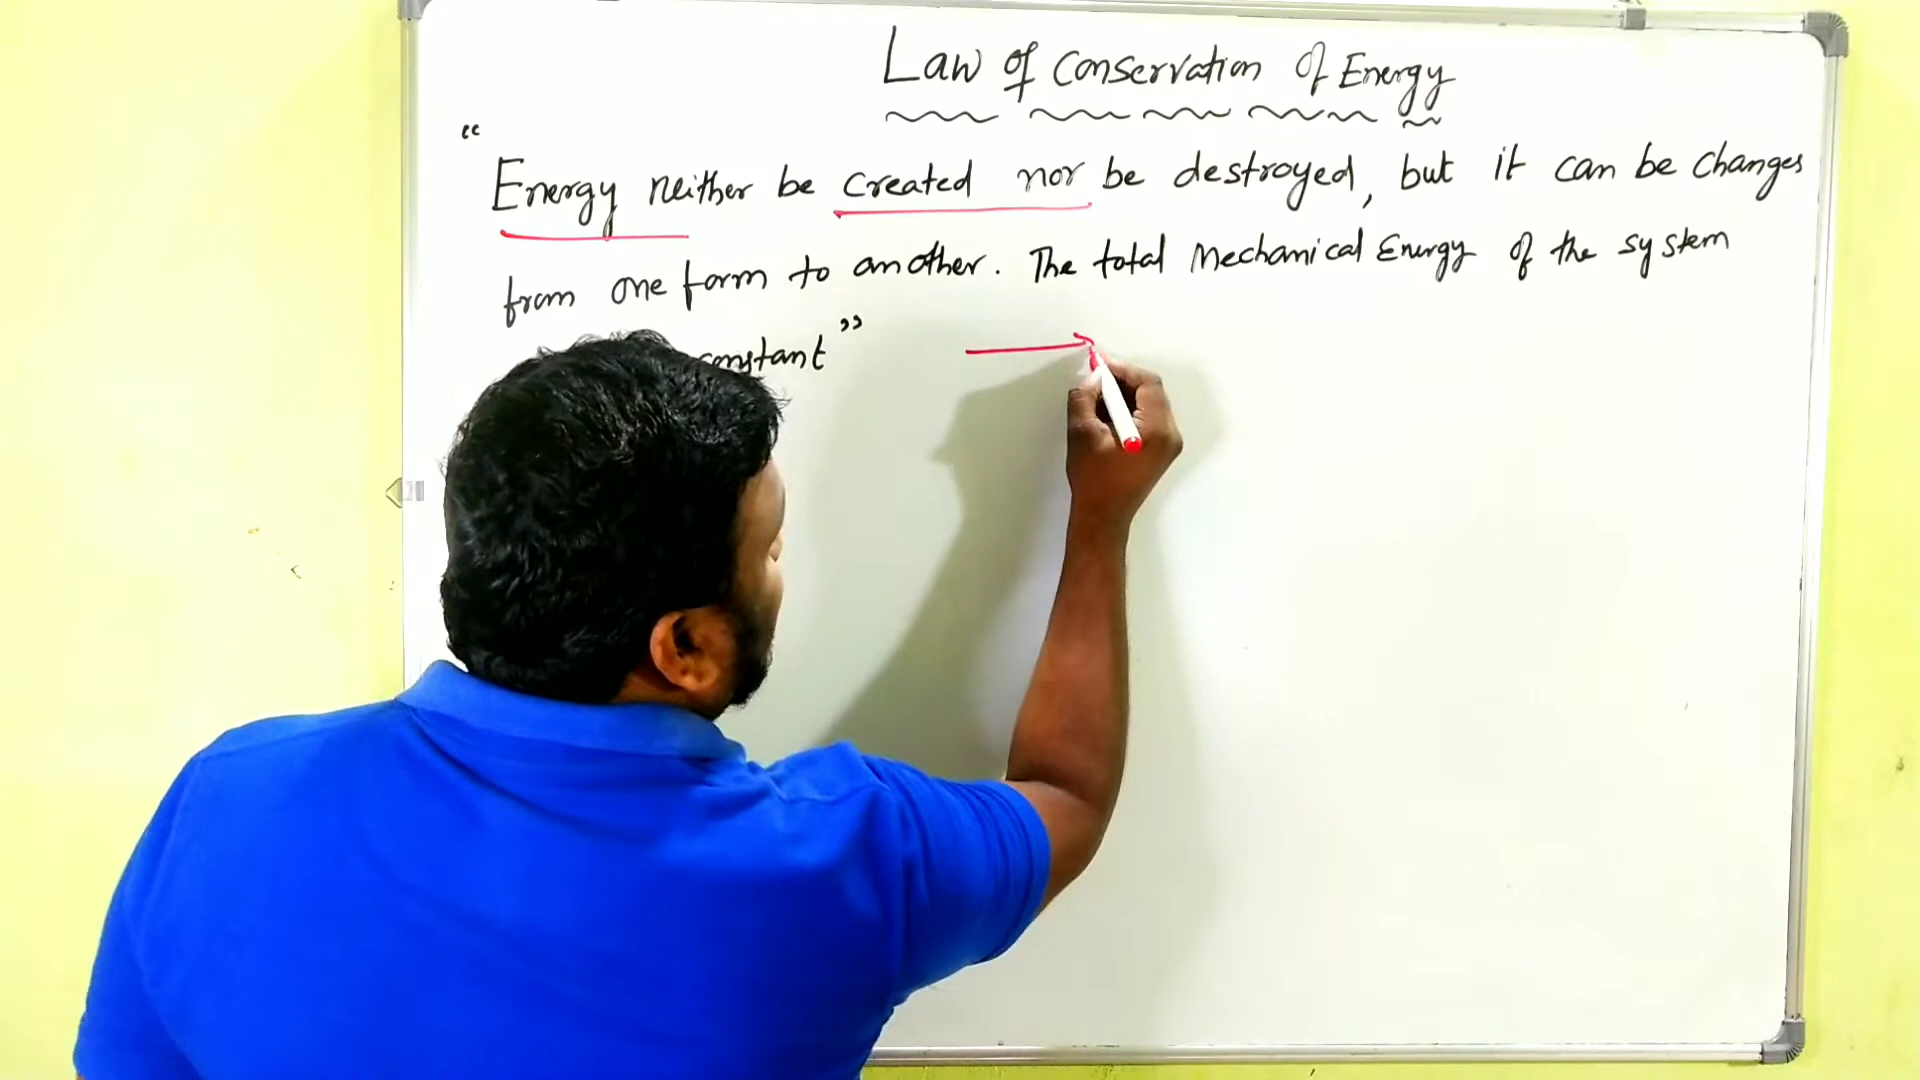 Law of Conservation of Energy
“
Energy neither be created nor be destroyed, but it can be changes
from one form to another. The total Mechanical Energy of the system
constant”